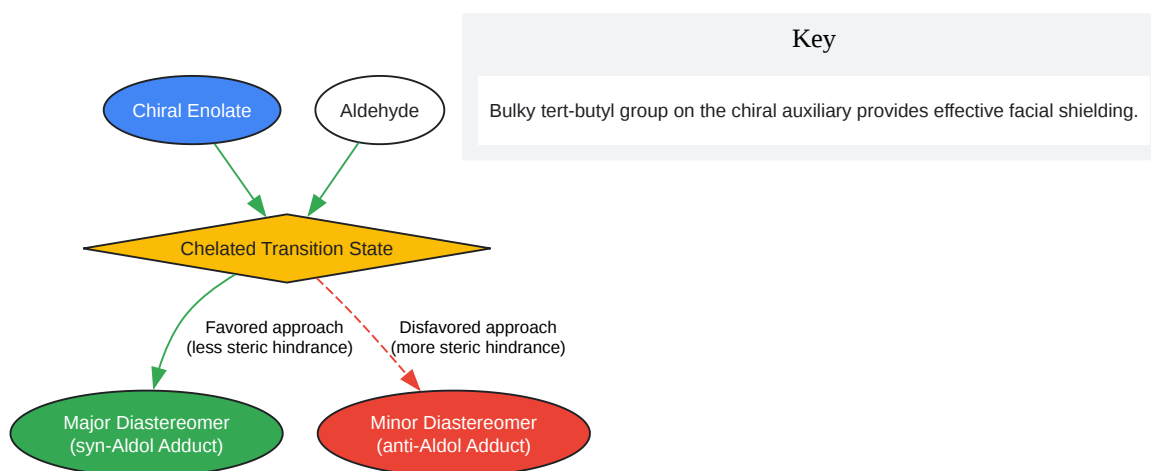 Key
Bulky tert-butyl group on the chiral auxiliary provides effective facial shielding.
Chiral Enolate
Aldehyde
Chelated Transition State
Favored approach
(less steric hindrance)
Disfavored approach
(more steric hindrance)
Major Diastereomer
(syn-Aldol Adduct)
Minor Diastereomer
(anti-Aldol Adduct)